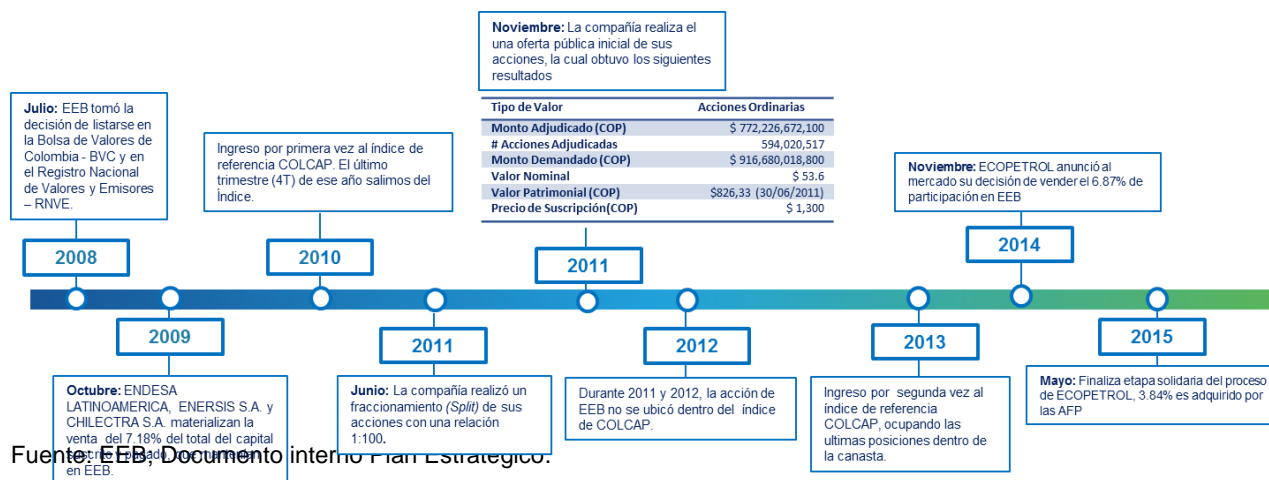 Noviembre: La compañía realiza el
una oferta pública inicial de sus
acciones, la cual obtuvo los siguientes
resultados
Tipo de Valor Acciones Ordinarias
Monto Adjudicado (COP) $ 772,226,672,100
# Acciones Adjudicadas 594,020,517
Monto Demandado (COP) $ 916,680,018,800
Valor Nominal $ 53.6
Valor Patrimonial (COP) $826,33 (30/06/2011)
Precio de Suscripción(COP) $ 1,300
Julio: EEB tomó la
decisión de listarse en
la Bolsa de Valores de
Colombia - BVC y en
el Registro Nacional
de Valores y Emisores
– RNVE.
Ingreso por primera vez al índice de
referencia COLCAP. El último
trimestre (4T) de ese año salimos del
Índice.
Noviembre: ECOPETROL anunció al
mercado su decisión de vender el 6.87% de
participación en EEB
2008
2010
2011
2014
2009
2011
2012
2013
2015
Octubre: ENDESA
LATINOAMERICA, ENERSIS S.A. y
CHILECTRA S.A. materializan la
venta del 7.18% del total del capital
suscrito y pagado, que mantenían
en EEB.
Junio: La compañía realizó un
fraccionamiento (Split) de sus
acciones con una relación
1:100.
Durante 2011 y 2012, la acción de
EEB no se ubicó dentro del índice
de COLCAP.
Ingreso por segunda vez al
índice de referencia
COLCAP, ocupando las
ultimas posiciones dentro de
la canasta.
Mayo: Finaliza etapa solidaria del proceso
de ECOPETROL, 3.84% es adquirido por
las AFP
Fuente: EEB, Documento interno Plan Estratégico.